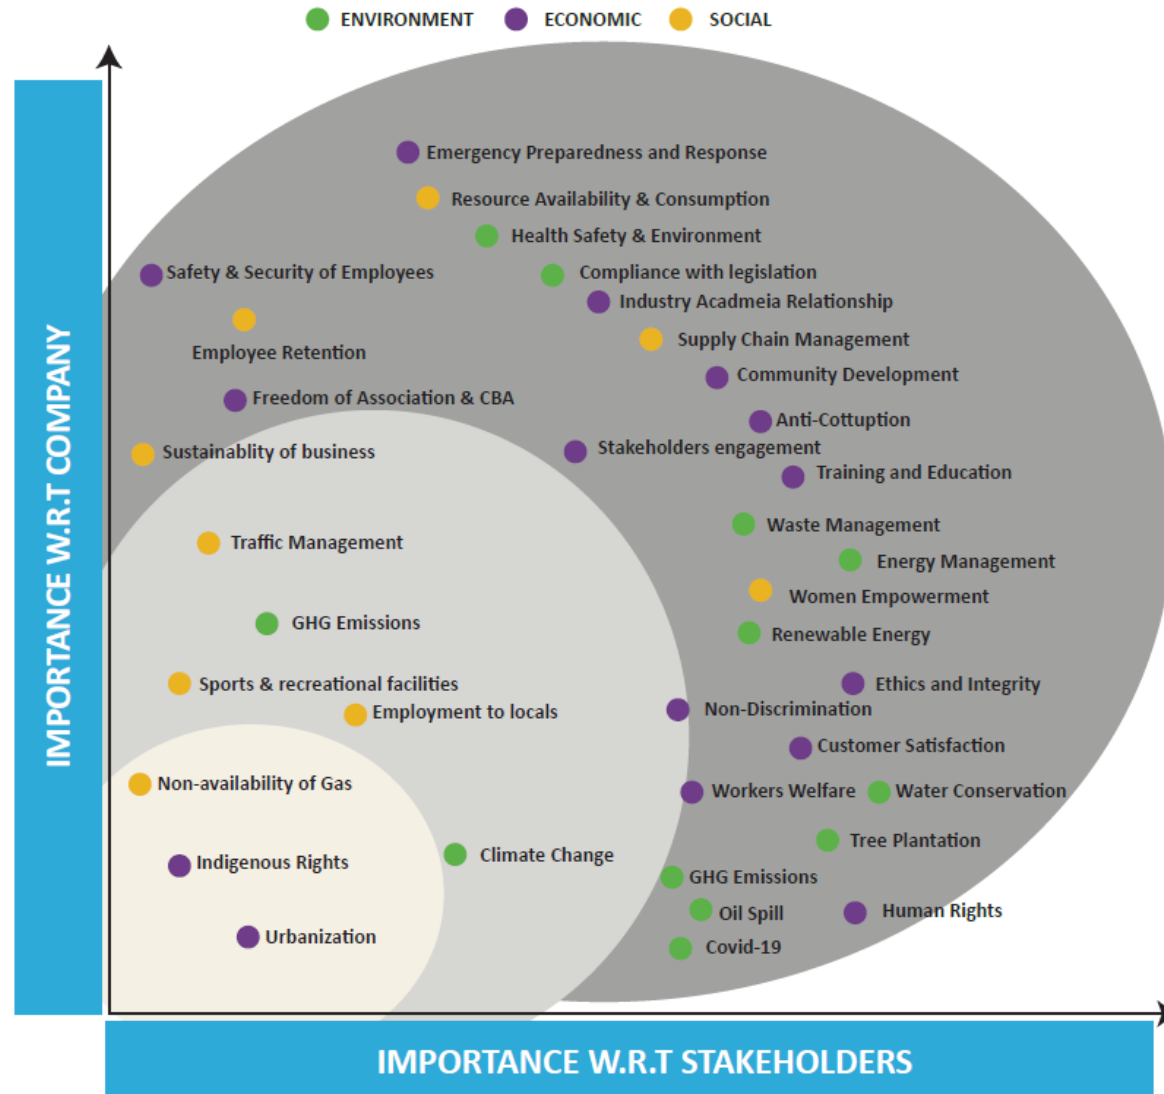 ENVIRONMENT ECONOMIC SOCIAL
IMPORTANCE W.R.T COMPANY
Emergency Preparedness and Response
Resource Availability & Consumption
Health Safety & Environment
Safety & Security of Employees
Compliance with legislation
Industry Acadmeia Relationship
Employee Retention
Supply Chain Management
Community Development
Freedom of Association & CBA
Anti-Cottuption
Sustainablity of business
Stakeholders engagement
Training and Education
Waste Management
Traffic Management
Energy Management
Women Empowerment
GHG Emissions
Renewable Energy
Sports & recreational facilities
Ethics and Integrity
Employment to locals
Non-Discrimination
Customer Satisfaction
Non-availability of Gas
Workers Welfare
Water Conservation
Tree Plantation
Climate Change
Indigenous Rights
GHG Emissions
Oil Spill
Human Rights
Urbanization
Covid-19
IMPORTANCE W.R.T STAKEHOLDERS